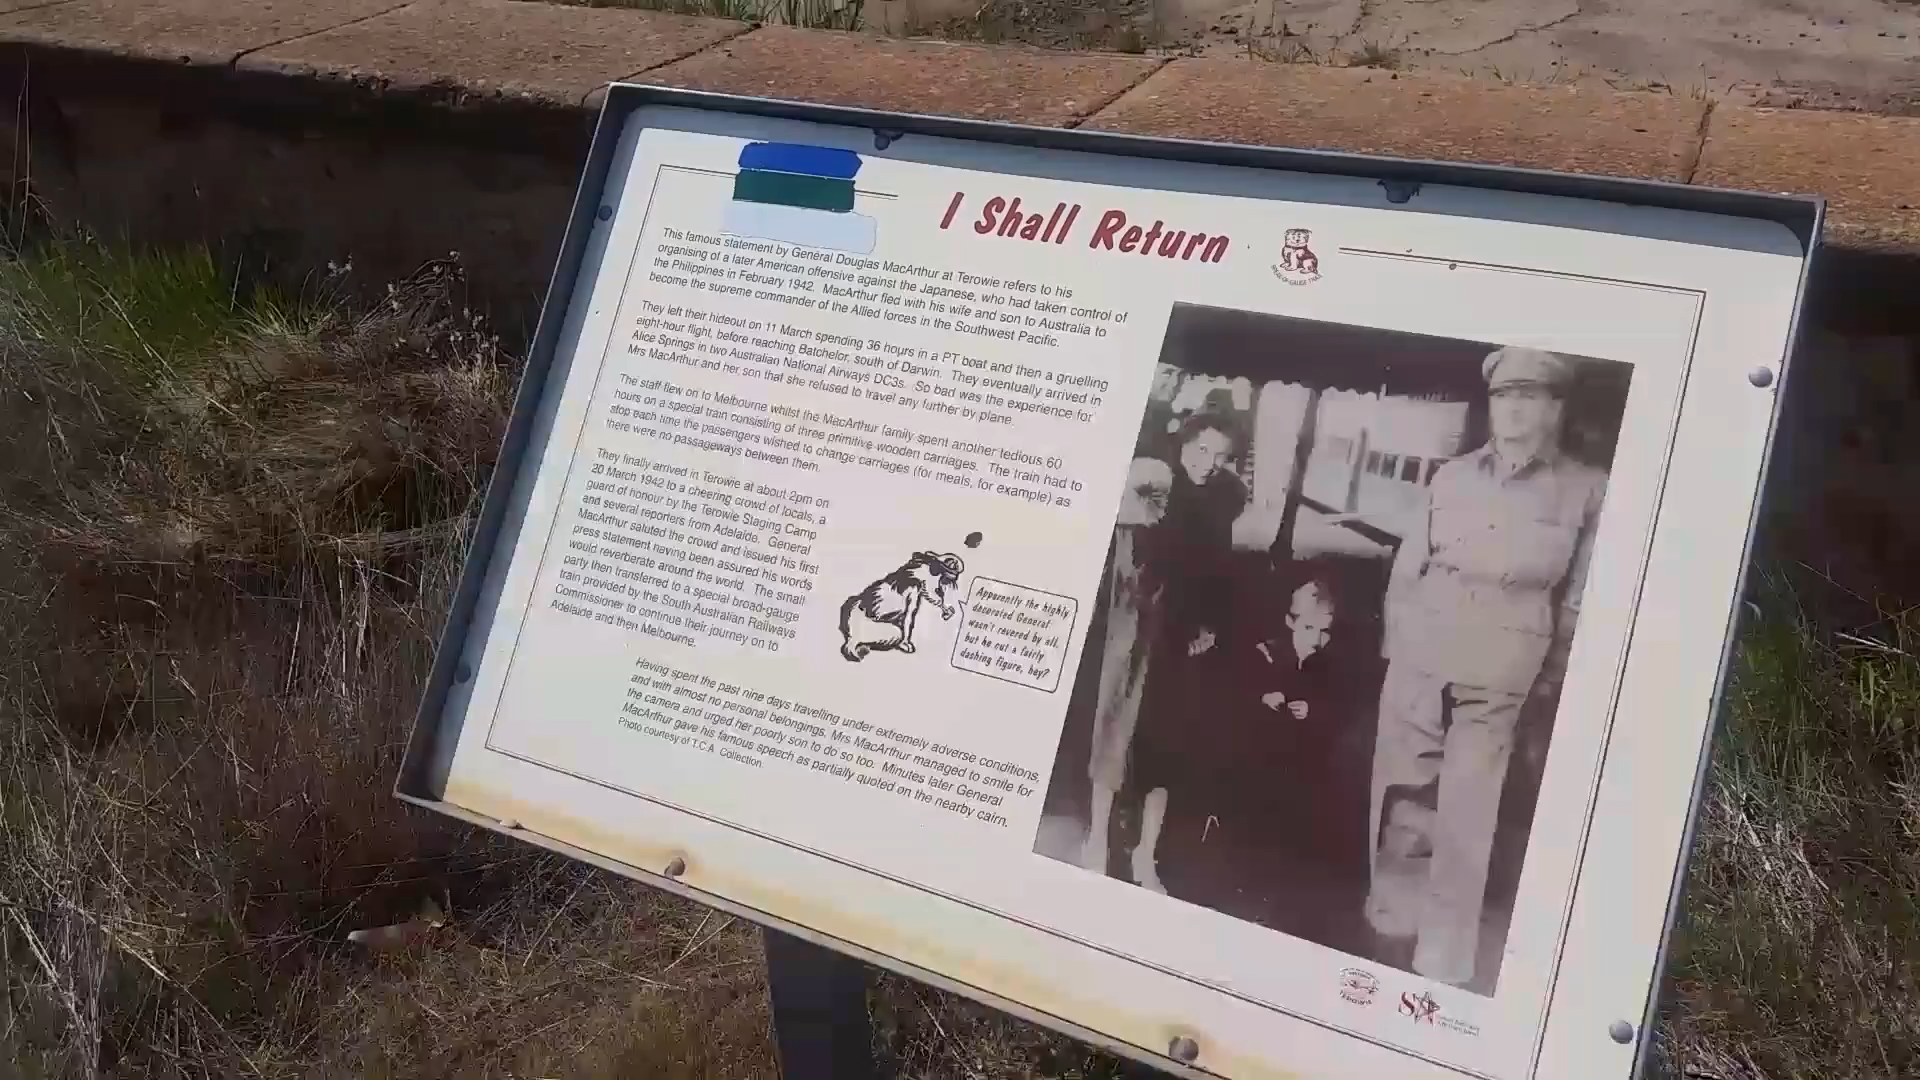 I Shall Return
This famous statement by General Douglas MacArthur at Terowie refers to his
organising of a later American offensive against the Japanese, who had taken control of
the Philippines in February 1942. MacArthur fled with his wife and son to Australia to
become the supreme commander of the Allied forces in the Southwest Pacific.
They left their hideout on 11 March spending 36 hours in a PT boat and then a gruelling
eight-hour flight, before reaching Batchelor, south of Darwin. They eventually arrived in
Alice Springs in two Australian National Airways DC3s. So bad was the experience for
Mrs MacArthur and her son that she refused to travel any further by plane.
The staff flew on to Melbourne whilst the MacArthur family spent another tedious 60
hours on a special train consisting of three primitive wooden carriages. The train had to
stop each time the passengers wished to change carriages (for meals, for example) as
there were no passageways between them.
They finally arrived in Terowie at about 2pm on
20 March 1942 to a cheering crowd of locals, a
guard of honour by the Terowie Staging Camp
and several reporters from Adelaide. General
MacArthur saluted the crowd and issued his first
press statement having been assured his words
would reverberate around the world. The small
party then transferred to a special broad-gauge
train provided by the South Australian Railways
Commissioner to continue their journey on to
Adelaide and then Melbourne.
Apparently the highly
decorated General
wasn't revered by all,
but he cut a fairly
dashing figure, hey?
Having spent the past nine days travelling under extremely adverse conditions,
and with almost no personal belongings, Mrs MacArthur managed to smile for
the camera and urged her poorly son to do so too. Minutes later General
MacArthur gave his famous speech as partially quoted on the nearby cairn.
Photo courtesy of T.C.A. Collection.